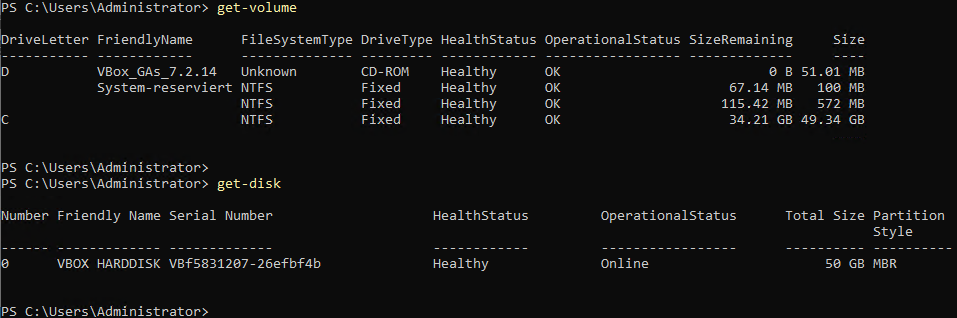 PS C:\Users\Administrator> get-volume
DriveLetter FriendlyName FileSystemType DriveType HealthStatus OperationalStatus SizeRemaining Size
----------- ------------ -------------- --------- ------------ ----------------- ------------- ----
D VBox_GAs_7.2.14 Unknown CD-ROM Healthy OK 0 B 51.01 MB
System-reserviert NTFS Fixed Healthy OK 67.14 MB 100 MB
NTFS Fixed Healthy OK 115.42 MB 572 MB
C NTFS Fixed Healthy OK 34.21 GB 49.34 GB
PS C:\Users\Administrator>
PS C:\Users\Administrator> get-disk
Number Friendly Name Serial Number HealthStatus OperationalStatus Total Size Partition
Style
------ ------------- ------------- ------------ ----------------- ---------- ----------
0 VBOX HARDDISK VBf5831207-26efbf4b Healthy Online 50 GB MBR
PS C:\Users\Administrator>